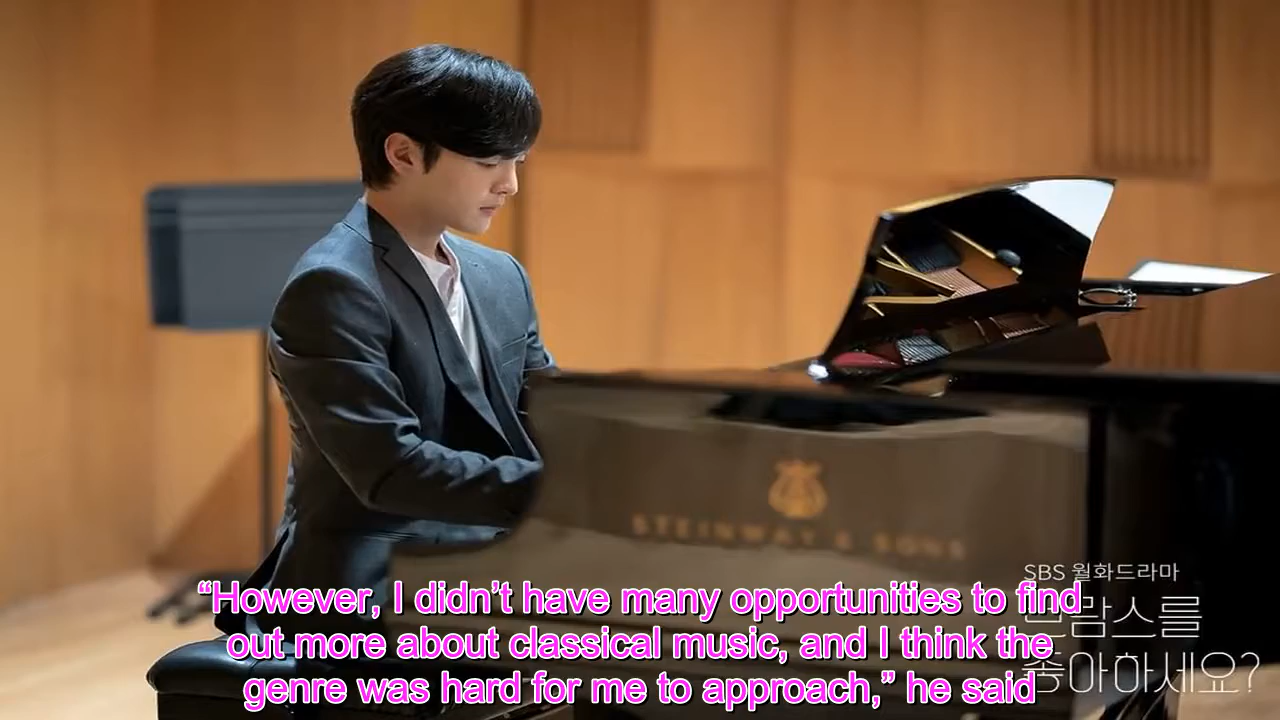 STEINWAY & SONS
SBS 월화드라마
브람스를
좋아하세요?
“However, I didn’t have many opportunities to find
out more about classical music, and I think the
genre was hard for me to approach,” he said